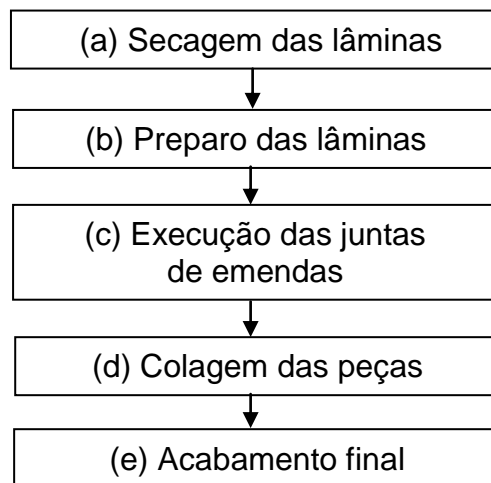 (a) Secagem das lâminas
(b) Preparo das lâminas
(c) Execução das juntas
de emendas
(d) Colagem das peças
(e) Acabamento final